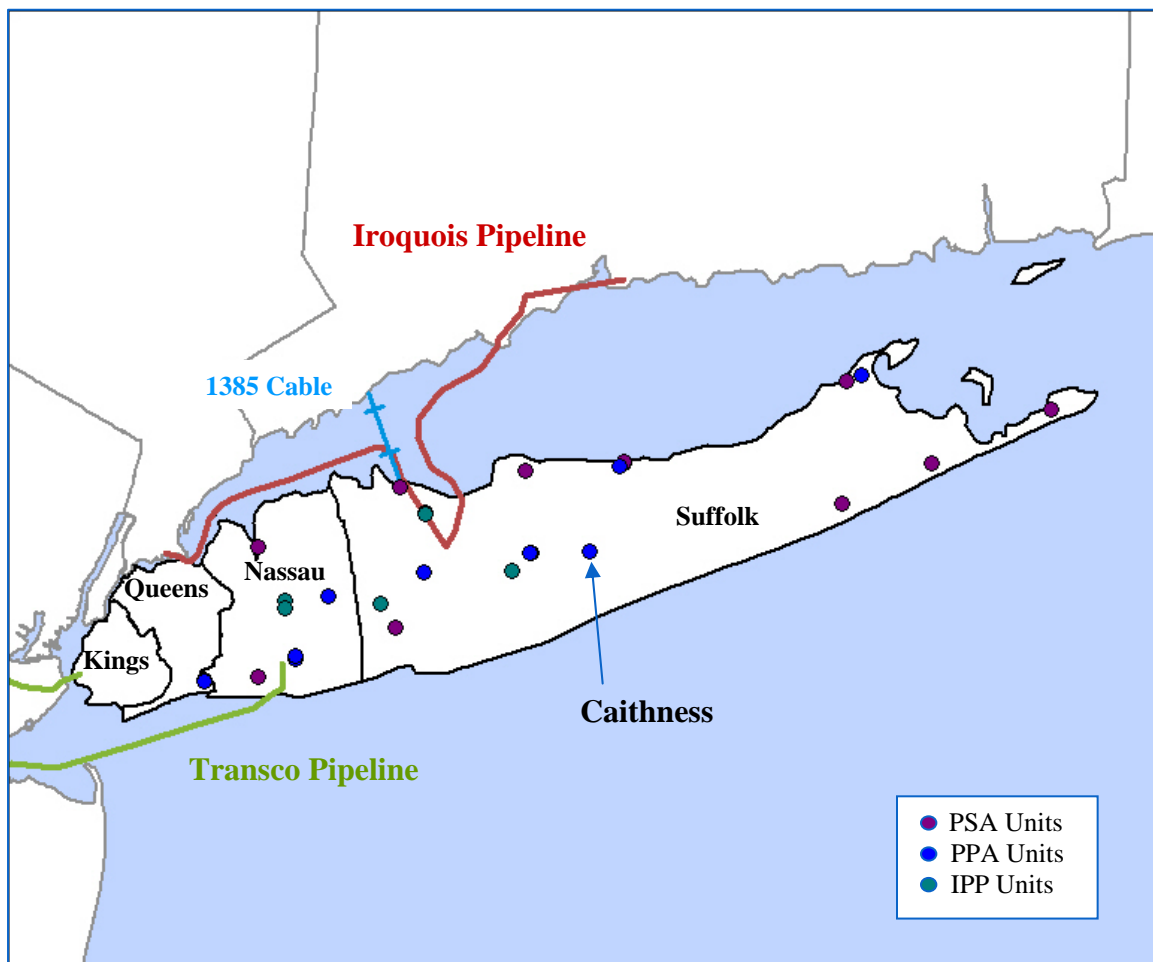 Iroquois Pipeline
1385 Cable
Suffolk
Nassau
Queens
Kings
Caithness
Transco Pipeline
PSA Units
PPA Units
IPP Units